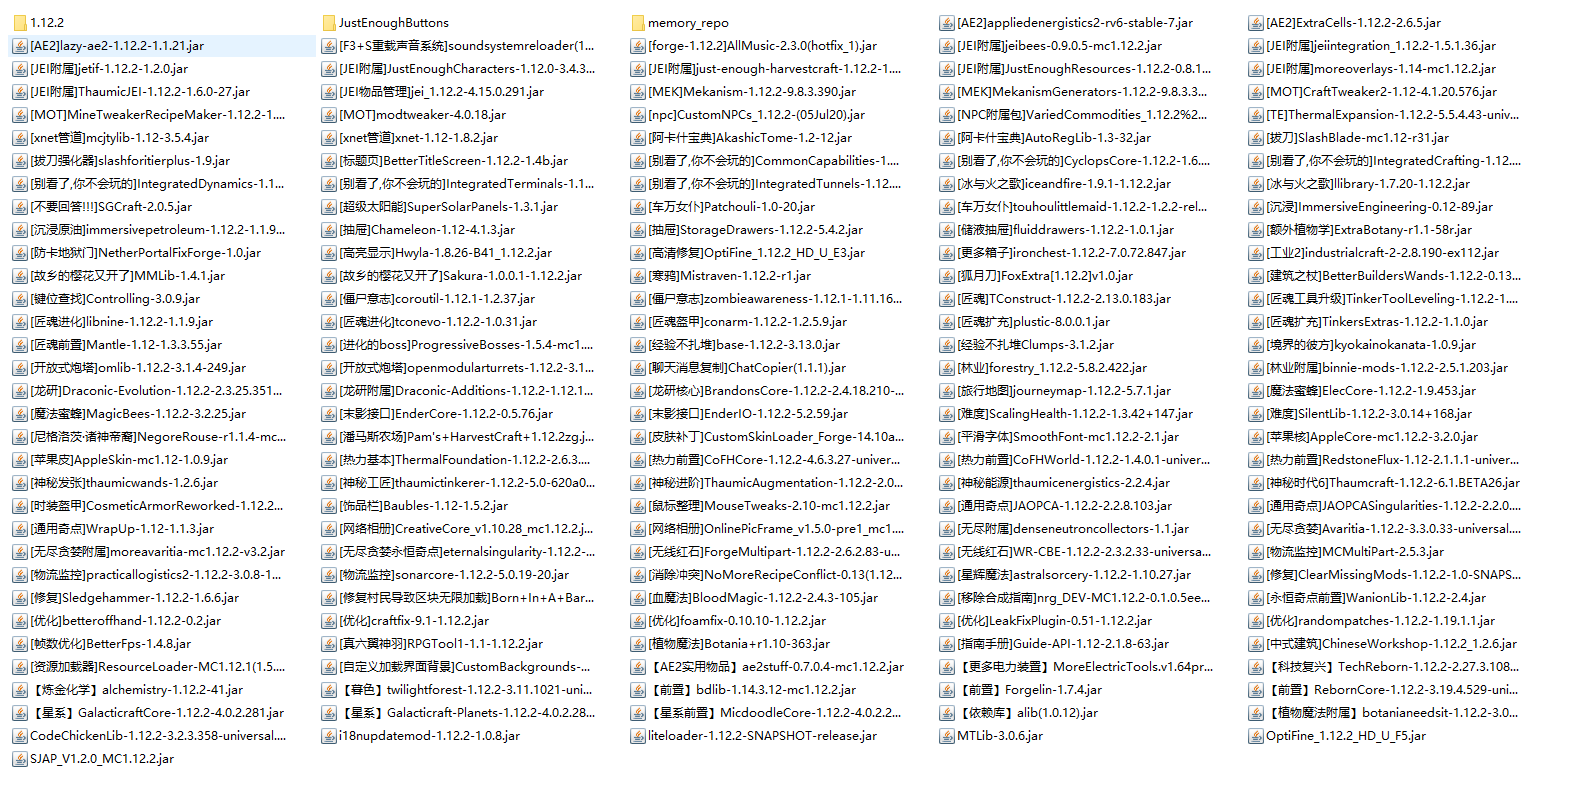 1.12.2
JustEnoughButtons
memory_repo
[AE2]appliedenergistics2-rv6-stable-7.jar
[AE2]ExtraCells-1.12.2-2.6.5.jar
[AE2]lazy-ae2-1.12.2-1.1.21.jar
[F3+S重载声音系统]soundsystemreloader(1...
[forge-1.12.2]AllMusic-2.3.0(hotfix_1).jar
[JEI附属]jeibees-0.9.0.5-mc1.12.2.jar
[JEI附属]jeiintegration_1.12.2-1.5.1.36.jar
[JEI附属]jetif-1.12.2-1.2.0.jar
[JEI附属]JustEnoughCharacters-1.12.0-3.4.3...
[JEI附属]just-enough-harvestcraft-1.12.2-1....
[JEI附属]JustEnoughResources-1.12.2-0.8.1...
[JEI附属]moreoverlays-1.14-mc1.12.2.jar
[JEI附属]ThaumicJEI-1.12.2-1.6.0-27.jar
[JEI物品管理]jei_1.12.2-4.15.0.291.jar
[MEK]Mekanism-1.12.2-9.8.3.390.jar
[MEK]MekanismGenerators-1.12.2-9.8.3.3...
[MOT]CraftTweaker2-1.12-4.1.20.576.jar
[MOT]MineTweakerRecipeMaker-1.12.2-1....
[MOT]modtweaker-4.0.18.jar
[npc]CustomNPCs_1.12.2-(05Jul20).jar
[NPC附属包]VariedCommodities_1.12.2%2...
[TE]ThermalExpansion-1.12.2-5.5.4.43-univ...
[xnet管道]mcjtylib-1.12-3.5.4.jar
[xnet管道]xnet-1.12-1.8.2.jar
[阿卡什宝典]AkashicTome-1.2-12.jar
[阿卡什宝典]AutoRegLib-1.3-32.jar
[拔刀]SlashBlade-mc1.12-r31.jar
[拔刀强化器]slashforitierplus-1.9.jar
[标题页]BetterTitleScreen-1.12.2-1.4b.jar
[别看了,你不会玩的]CommonCapabilities-1....
[别看了,你不会玩的]CyclopsCore-1.12.2-1.6....
[别看了,你不会玩的]IntegratedCrafting-1.12....
[别看了,你不会玩的]IntegratedDynamics-1.1...
[别看了,你不会玩的]IntegratedTerminals-1.1...
[别看了,你不会玩的]IntegratedTunnels-1.12....
[冰与火之歌]iceandfire-1.9.1-1.12.2.jar
[冰与火之歌]llibrary-1.7.20-1.12.2.jar
[不要回答!!!]SGCraft-2.0.5.jar
[超级太阳能]SuperSolarPanels-1.3.1.jar
[车万女仆]Patchouli-1.0-20.jar
[车万女仆]touhoulittlemaid-1.12.2-1.2.2-rel...
[沉浸]ImmersiveEngineering-0.12-89.jar
[沉浸原油]immersivepetroleum-1.12.2-1.1.9...
[抽屉]Chameleon-1.12-4.1.3.jar
[抽屉]StorageDrawers-1.12.2-5.4.2.jar
[储液抽屉]fluiddrawers-1.12.2-1.0.1.jar
[额外植物学]ExtraBotany-r1.1-58r.jar
[防卡地狱门]NetherPortalFixForge-1.0.jar
[高亮显示]Hwyla-1.8.26-B41_1.12.2.jar
[高清修复]OptiFine_1.12.2_HD_U_E3.jar
[更多箱子]ironchest-1.12.2-7.0.72.847.jar
[工业2]industrialcraft-2-2.8.190-ex112.jar
[故乡的樱花又开了]MMLib-1.4.1.jar
[故乡的樱花又开了]Sakura-1.0.0.1-1.12.2.jar
[寒鸦]Mistraven-1.12.2-r1.jar
[狐月刀]FoxExtra[1.12.2]v1.0.jar
[建筑之杖]BetterBuildersWands-1.12.2-0.13...
[键位查找]Controlling-3.0.9.jar
[僵尸意志]coroutil-1.12.1-1.2.37.jar
[僵尸意志]zombieawareness-1.12.1-1.11.16...
[匠魂]TConstruct-1.12.2-2.13.0.183.jar
[匠魂工具升级]TinkerToolLeveling-1.12.2-1....
[匠魂进化]libnine-1.12.2-1.1.9.jar
[匠魂进化]tconevo-1.12.2-1.0.31.jar
[匠魂盔甲]conarm-1.12.2-1.2.5.9.jar
[匠魂扩充]plustic-8.0.0.1.jar
[匠魂扩充]TinkersExtras-1.12.2-1.1.0.jar
[匠魂前置]Mantle-1.12-1.3.3.55.jar
[进化的boss]ProgressiveBosses-1.5.4-mc1....
[经验不扎堆]base-1.12.2-3.13.0.jar
[经验不扎堆Clumps-3.1.2.jar
[境界的彼方]kyokainokanata-1.0.9.jar
[开放式炮塔]omlib-1.12.2-3.1.4-249.jar
[开放式炮塔]openmodularturrets-1.12.2-3.1...
[聊天消息复制]ChatCopier(1.1.1).jar
[林业]forestry_1.12.2-5.8.2.422.jar
[林业附属]binnie-mods-1.12.2-2.5.1.203.jar
[龙研]Draconic-Evolution-1.12.2-2.3.25.351...
[龙研附属]Draconic-Additions-1.12.2-1.12.1...
[龙研核心]BrandonsCore-1.12.2-2.4.18.210-...
[旅行地图]journeymap-1.12.2-5.7.1.jar
[魔法蜜蜂]ElecCore-1.12.2-1.9.453.jar
[魔法蜜蜂]MagicBees-1.12.2-3.2.25.jar
[末影接口]EnderCore-1.12.2-0.5.76.jar
[末影接口]EnderIO-1.12.2-5.2.59.jar
[难度]ScalingHealth-1.12.2-1.3.42+147.jar
[难度]SilentLib-1.12.2-3.0.14+168.jar
[尼格洛茨·诸神帝裔]NegoreRouse-r1.1.4-mc...
[潘马斯农场]Pam's+HarvestCraft+1.12.2zg.j...
[皮肤补丁]CustomSkinLoader_Forge-14.10a...
[平滑字体]SmoothFont-mc1.12.2-2.1.jar
[苹果核]AppleCore-mc1.12.2-3.2.0.jar
[苹果皮]AppleSkin-mc1.12-1.0.9.jar
[热力基本]ThermalFoundation-1.12.2-2.6.3....
[热力前置]CoFHCore-1.12.2-4.6.3.27-univer...
[热力前置]CoFHWorld-1.12.2-1.4.0.1-univer...
[热力前置]RedstoneFlux-1.12-2.1.1.1-univer...
[神秘发张]thaumicwands-1.2.6.jar
[神秘工匠]thaumictinkerer-1.12.2-5.0-620a0...
[神秘进阶]ThaumicAugmentation-1.12.2-2.0...
[神秘能源]thaumicenergistics-2.2.4.jar
[神秘时代6]Thaumcraft-1.12.2-6.1.BETA26.jar
[时装盔甲]CosmeticArmorReworked-1.12.2...
[饰品栏]Baubles-1.12-1.5.2.jar
[鼠标整理]MouseTweaks-2.10-mc1.12.2.jar
[通用奇点]JAOPCA-1.12.2-2.2.8.103.jar
[通用奇点]JAOPCASingularities-1.12.2-2.2.0....
[通用奇点]WrapUp-1.12-1.1.3.jar
[网络相册]CreativeCore_v1.10.28_mc1.12.2.j...
[网络相册]OnlinePicFrame_v1.5.0-pre1_mc1....
[无尽附属]denseneutroncollectors-1.1.jar
[无尽贪婪]Avaritia-1.12.2-3.3.0.33-universal....
[无尽贪婪附属]moreavaritia-mc1.12.2-v3.2.jar
[无尽贪婪永恒奇点]eternalsingularity-1.12.2-...
[无线红石]ForgeMultipart-1.12.2-2.6.2.83-u...
[无线红石]WR-CBE-1.12.2-2.3.2.33-universa...
[物流监控]MCMultiPart-2.5.3.jar
[物流监控]practicallogistics2-1.12.2-3.0.8-1...
[物流监控]sonarcore-1.12.2-5.0.19-20.jar
[消除冲突]NoMoreRecipeConflict-0.13(1.12...
[星辉魔法]astralsorcery-1.12.2-1.10.27.jar
[修复]ClearMissingMods-1.12.2-1.0-SNAPS...
[修复]Sledgehammer-1.12.2-1.6.6.jar
[修复村民导致区块无限加载]Born+In+A+Bar...
[血魔法]BloodMagic-1.12.2-2.4.3-105.jar
[移除合成指南]nrg_DEV-MC1.12.2-0.1.0.5ee...
[永恒奇点前置]WanionLib-1.12.2-2.4.jar
[优化]betteroffhand-1.12.2-0.2.jar
[优化]craftfix-9.1-1.12.2.jar
[优化]foamfix-0.10.10-1.12.2.jar
[优化]LeakFixPlugin-0.51-1.12.2.jar
[优化]randompatches-1.12.2-1.19.1.1.jar
[帧数优化]BetterFps-1.4.8.jar
[真六翼神羽]RPGTool1-1.1-1.12.2.jar
[植物魔法]Botania+r1.10-363.jar
[指南手册]Guide-API-1.12-2.1.8-63.jar
[中式建筑]ChineseWorkshop-1.12.2_1.2.6.jar
[资源加载器]ResourceLoader-MC1.12.1(1.5....
[自定义加载界面背景]CustomBackgrounds-...
【AE2实用物品】ae2stuff-0.7.0.4-mc1.12.2.jar
【更多电力装置】MoreElectricTools.v1.64pr...
【科技复兴】TechReborn-1.12.2-2.27.3.108...
【炼金化学】alchemistry-1.12.2-41.jar
【暮色】twilightforest-1.12.2-3.11.1021-uni...
【前置】bdlib-1.14.3.12-mc1.12.2.jar
【前置】Forgelin-1.7.4.jar
【前置】RebornCore-1.12.2-3.19.4.529-uni...
【星系】GalacticraftCore-1.12.2-4.0.2.281.jar
【星系】Galacticraft-Planets-1.12.2-4.0.2.28...
【星系前置】MicdoodleCore-1.12.2-4.0.2.2...
【依赖库】alib(1.0.12).jar
【植物魔法附属】botanianeedsit-1.12.2-3.0...
CodeChickenLib-1.12.2-3.2.3.358-universal....
i18nupdatemod-1.12.2-1.0.8.jar
liteloader-1.12.2-SNAPSHOT-release.jar
MTLib-3.0.6.jar
OptiFine_1.12.2_HD_U_F5.jar
SJAP_V1.2.0_MC1.12.2.jar